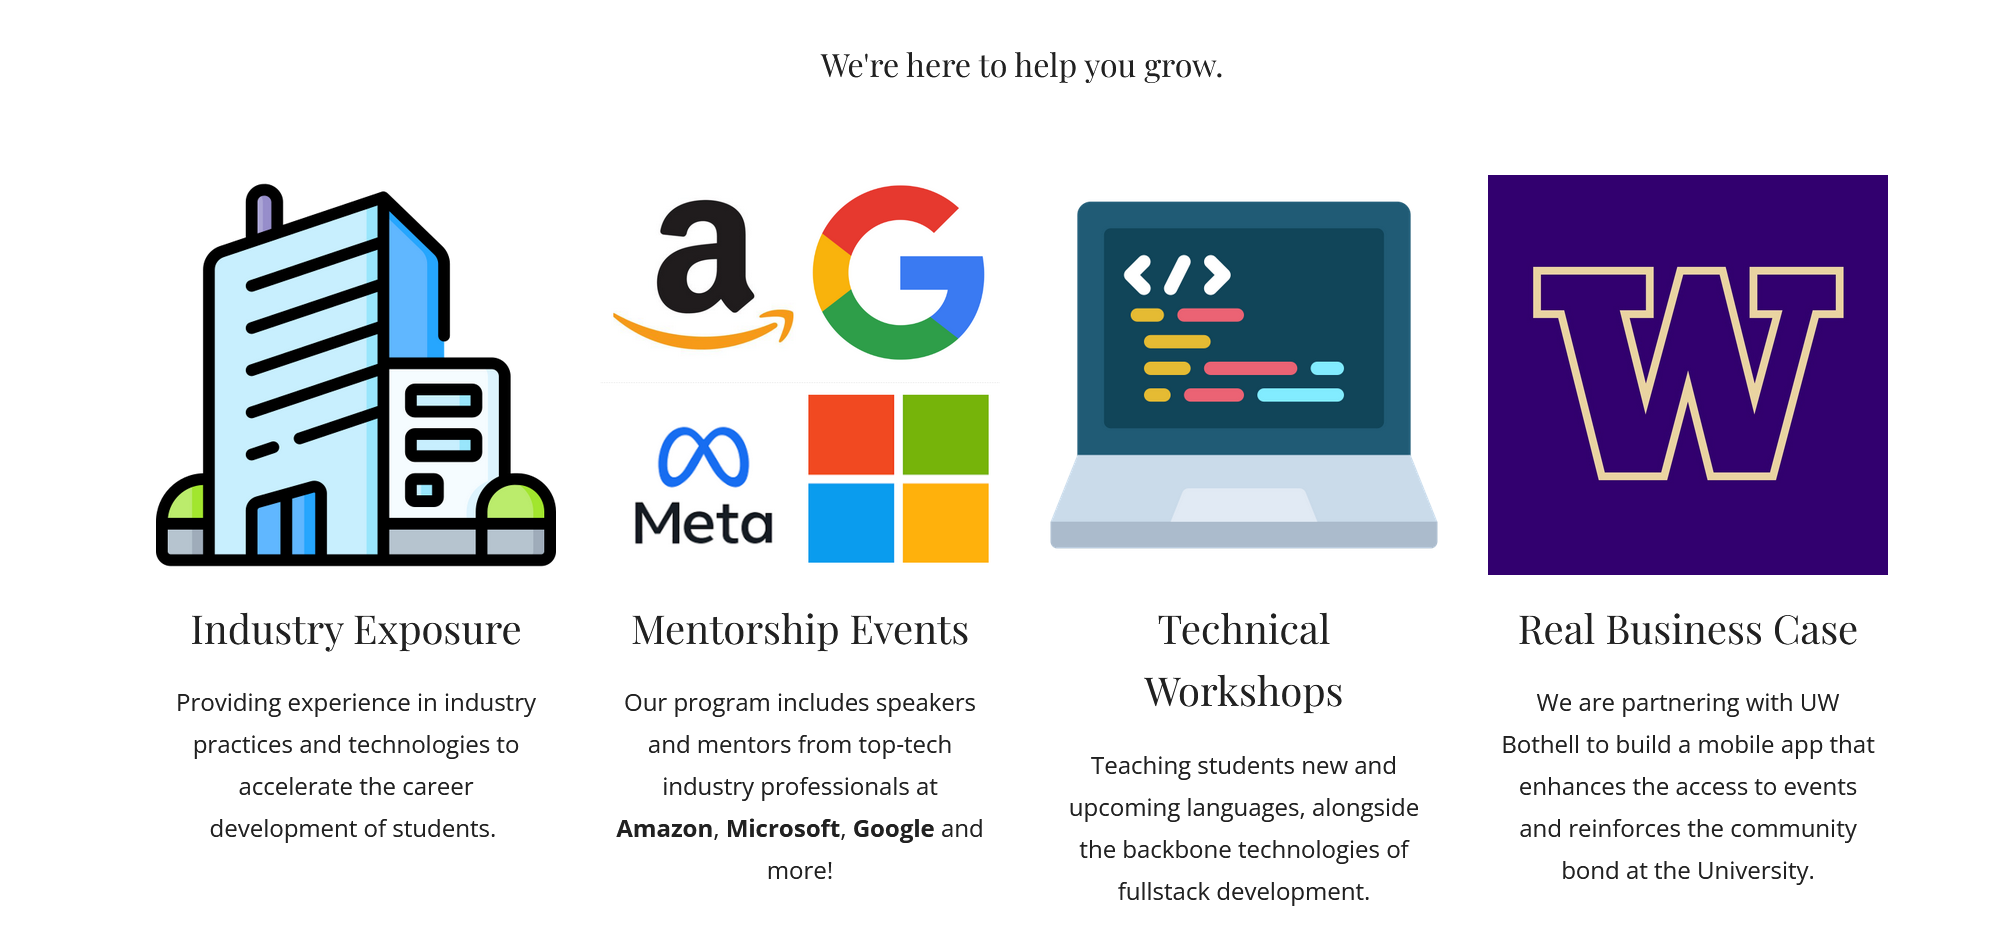 We're here to help you grow.
a
G
Meta
</>
W
Industry Exposure
Providing experience in industry
practices and technologies to
accelerate the career
development of students.
Mentorship Events
Our program includes speakers
and mentors from top-tech
industry professionals at
Amazon, Microsoft, Google and
more!
Technical
Workshops
Teaching students new and
upcoming languages, alongside
the backbone technologies of
fullstack development.
Real Business Case
We are partnering with UW
Bothell to build a mobile app that
enhances the access to events
and reinforces the community
bond at the University.